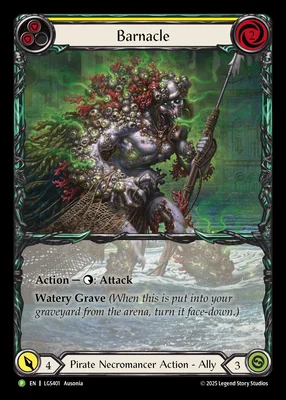 Barnacle
2
Action — : Attack
Watery Grave (When this is put into your
graveyard from the arena, turn it face-down.)
4 Pirate Necromancer Action - Ally 3
P EN | LGS401 Ausonia © 2025 Legend Story Studios